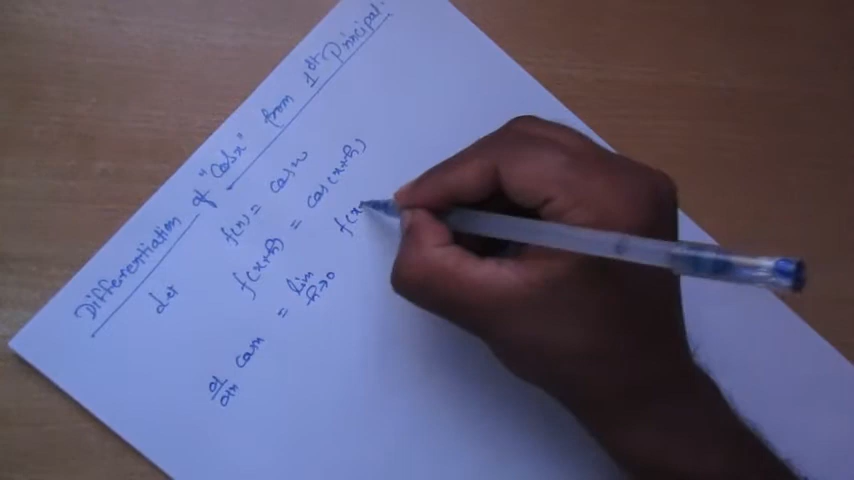 Differentiation of "Cosx" from 1st Principal:
Let f(x) = cosx
f(x+h) = cos(x+h)
d/dx cosx = lim h→0 f(x